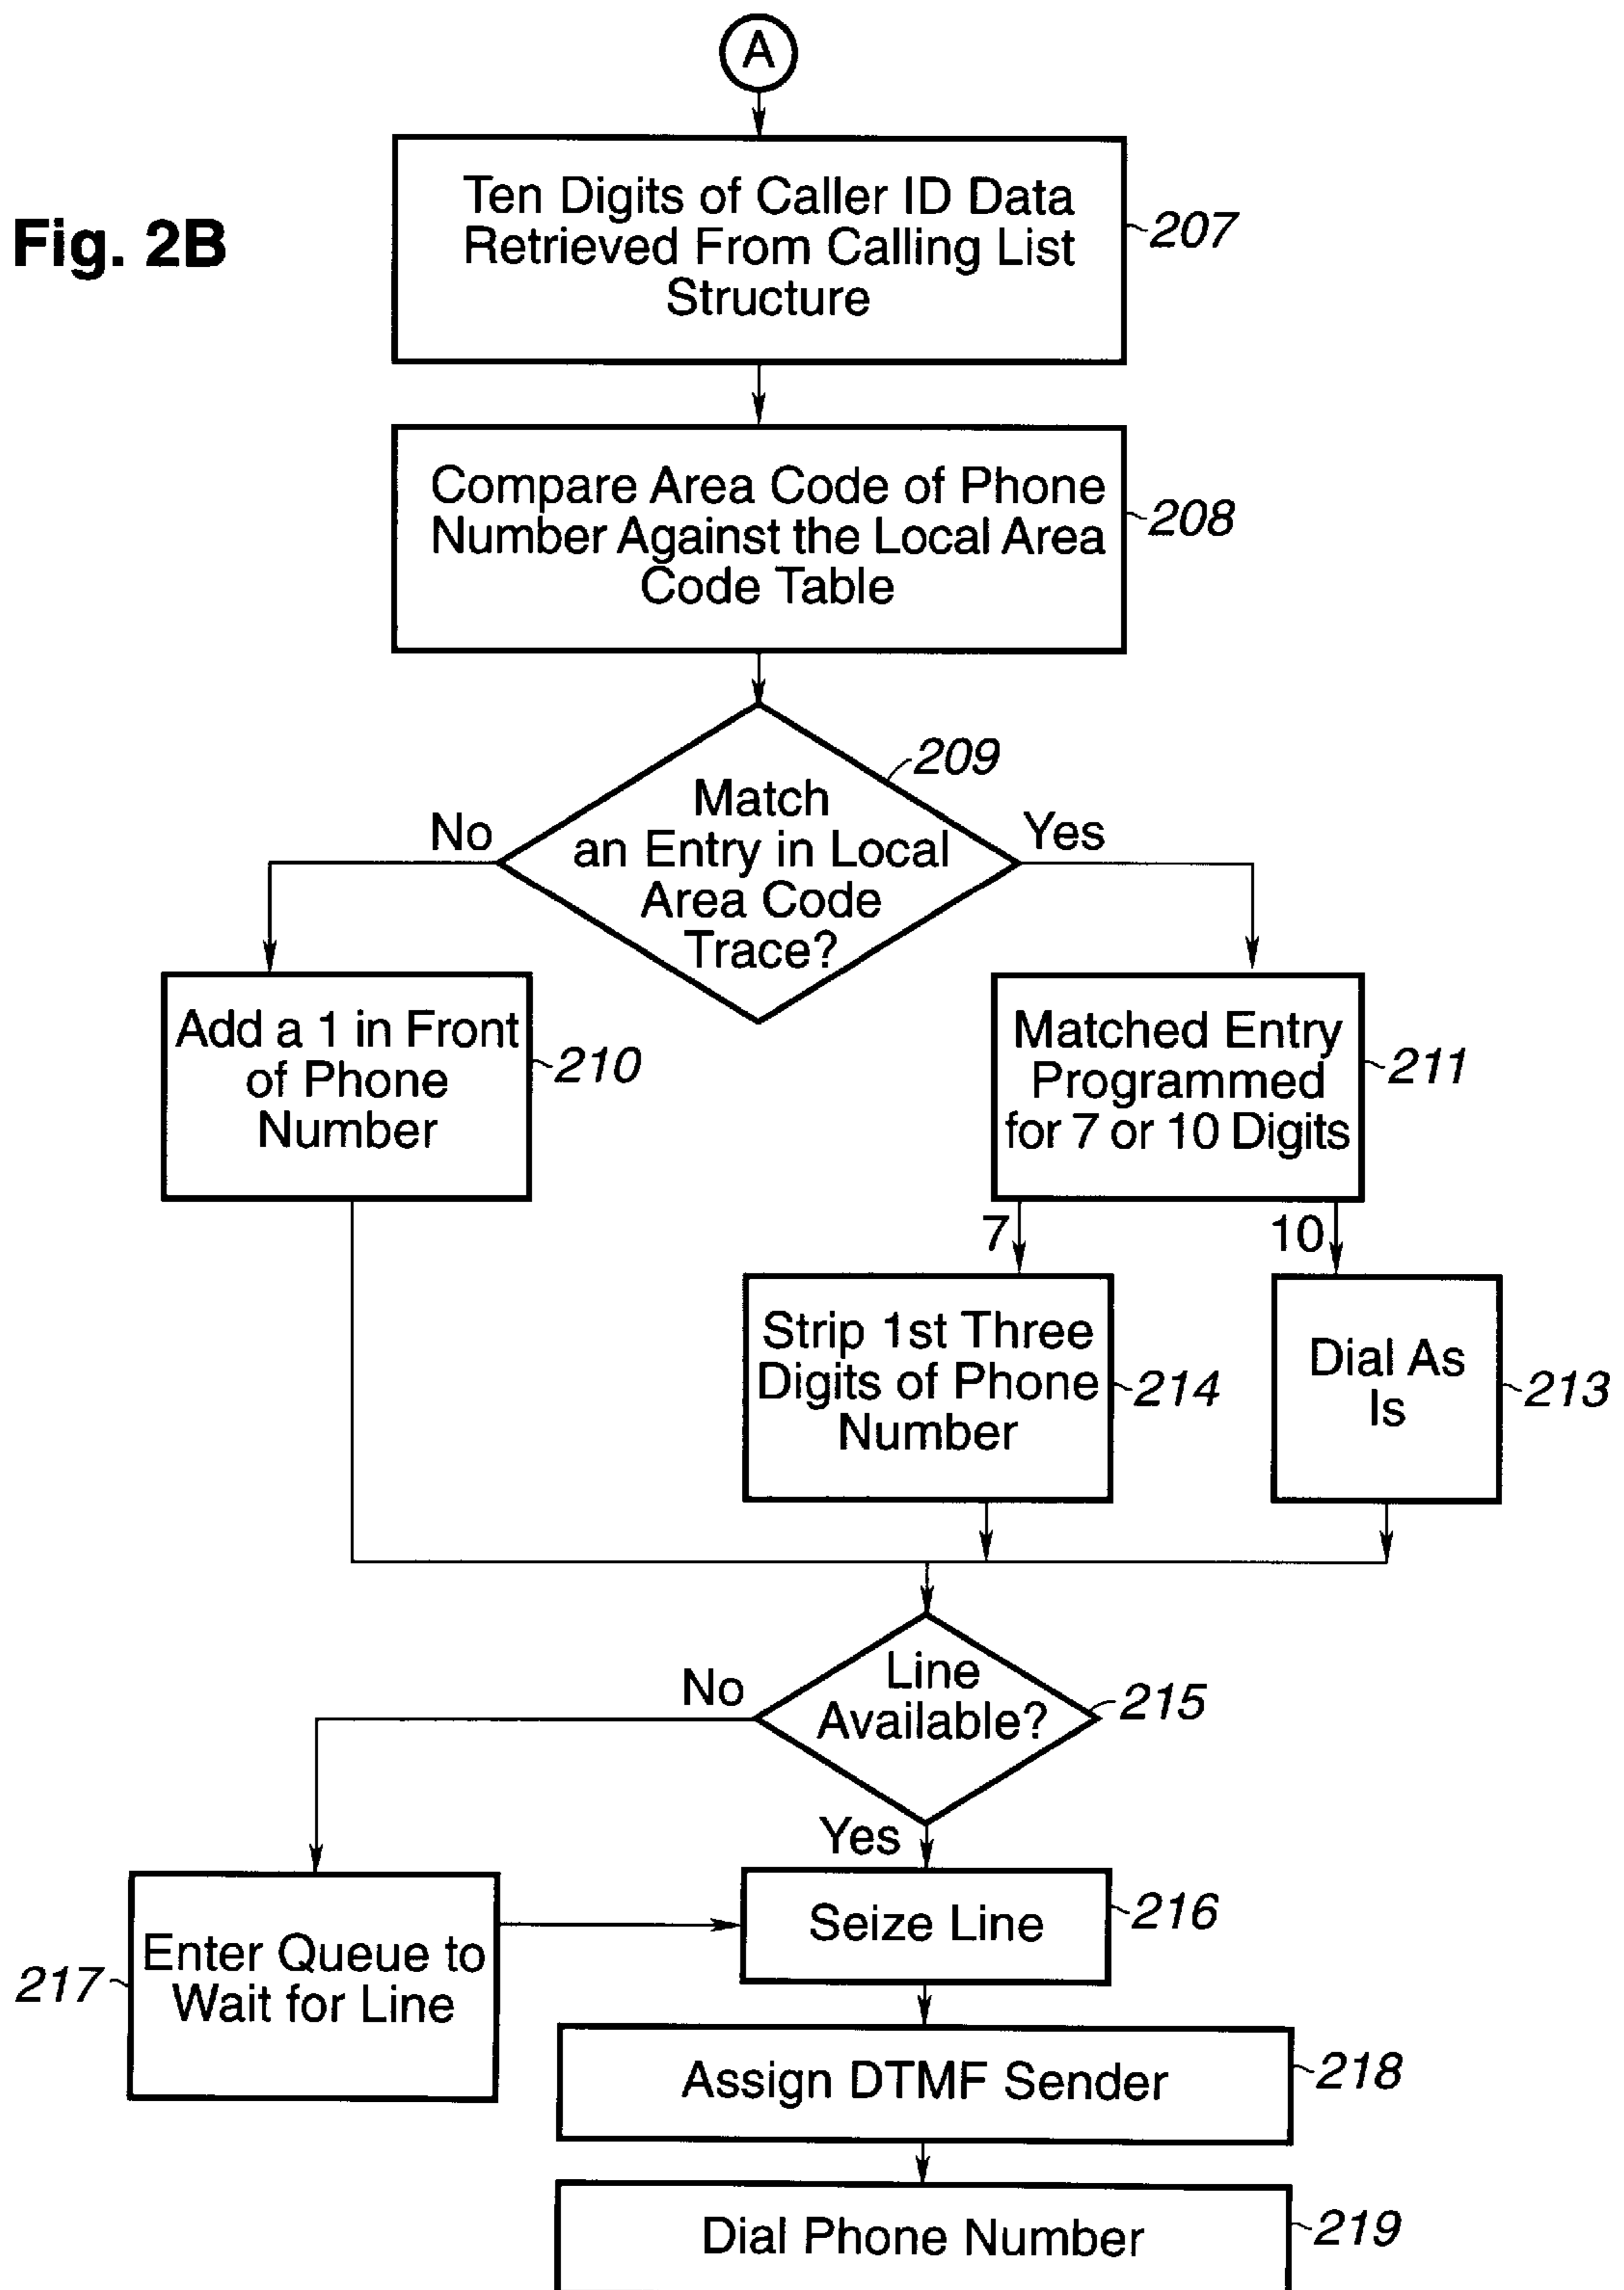 A
Fig. 2B
Ten Digits of Caller ID Data
Retrieved From Calling List
Structure
207
Compare Area Code of Phone
Number Against the Local Area
Code Table
208
209
Match
an Entry in Local
Area Code
Trace?
No
Yes
Add a 1 in Front
of Phone
Number
210
Matched Entry
Programmed
for 7 or 10 Digits
211
7
10
Strip 1st Three
Digits of Phone
Number
214
Dial As
Is
213
Line
Available?
215
No
Yes
Seize Line
216
Enter Queue to
Wait for Line
217
Assign DTMF Sender
218
Dial Phone Number
219